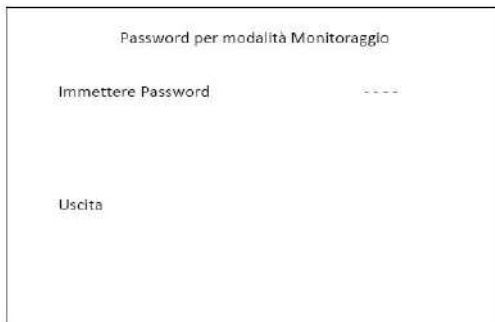 Password per modalità Monitoraggio
Immettere Password - - - -
Uscita